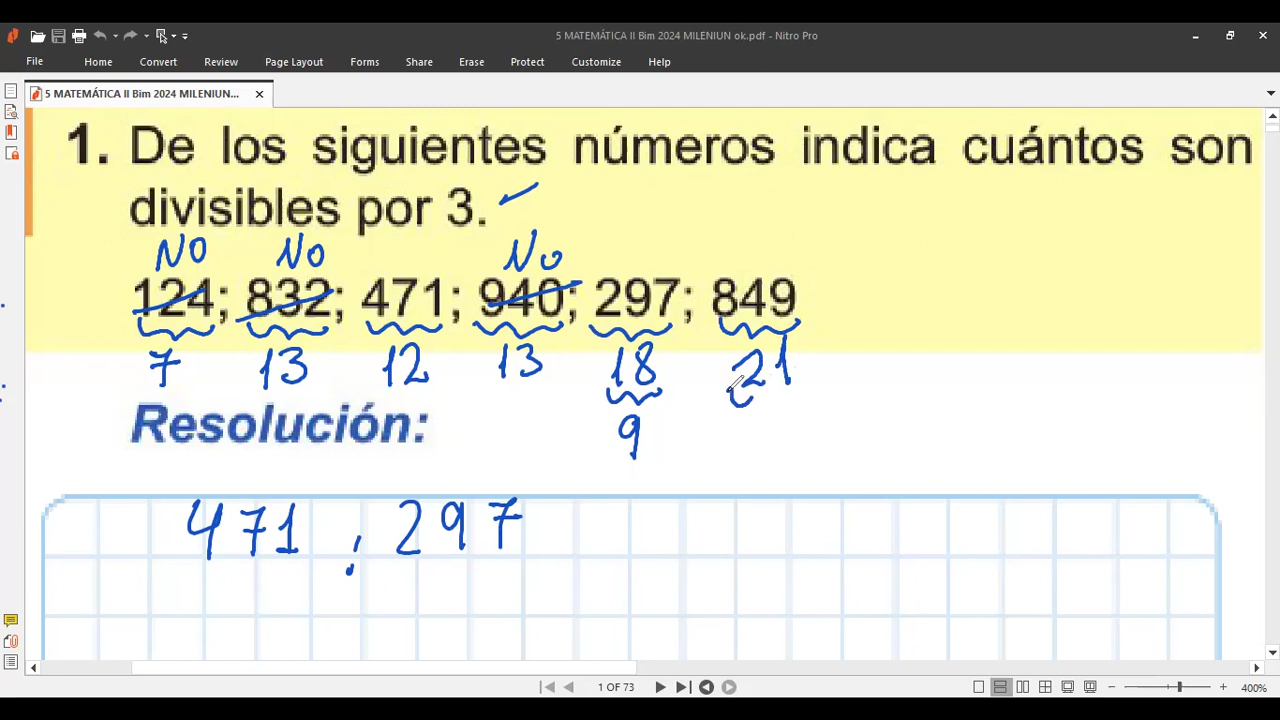 5 MATEMÁTICA II Bim 2024 MILENIUN ok.pdf - Nitro Pro
File Home Convert Review Page Layout Forms Share Erase Protect Customize Help
5 MATEMÁTICA II Bim 2024 MILENIUN...
1. De los siguientes números indica cuántos son
divisibles por 3.
NO NO NO
124; 832; 471; 940; 297; 849
7 13 12 13 18 21
9
Resolución:
471 ; 297
1 OF 73
400%